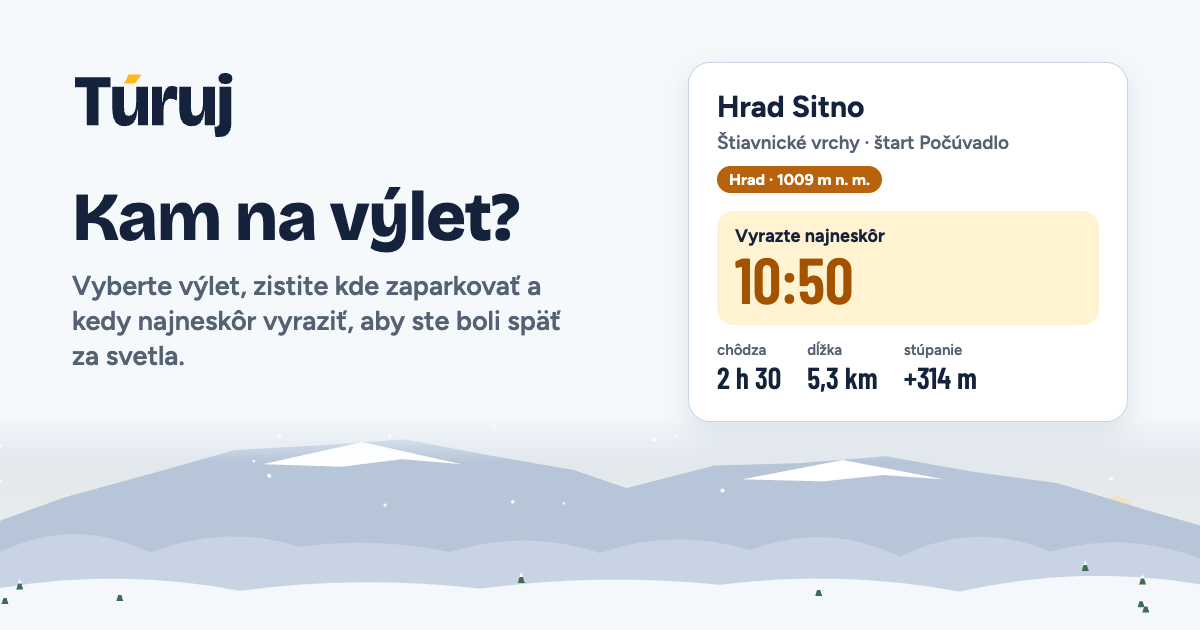 Túruj
Kam na výlet?
Vyberte výlet, zistite kde zaparkovať a
kedy najneskôr vyraziť, aby ste boli späť
za svetla.
Hrad Sitno
Štiavnické vrchy · štart Počúvadlo
Hrad · 1009 m n. m.
Vyrazte najneskôr
10:50
chôdza dĺžka stúpanie
2 h 30 5,3 km +314 m